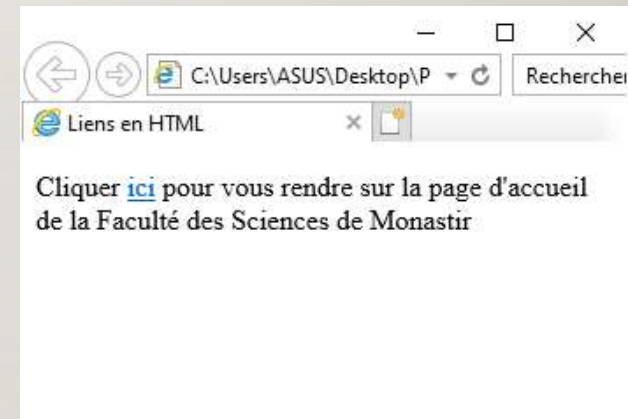 C:\Users\ASUS\Desktop\P
Rechercher
Liens en HTML
Cliquer ici pour vous rendre sur la page d'accueil
de la Faculté des Sciences de Monastir